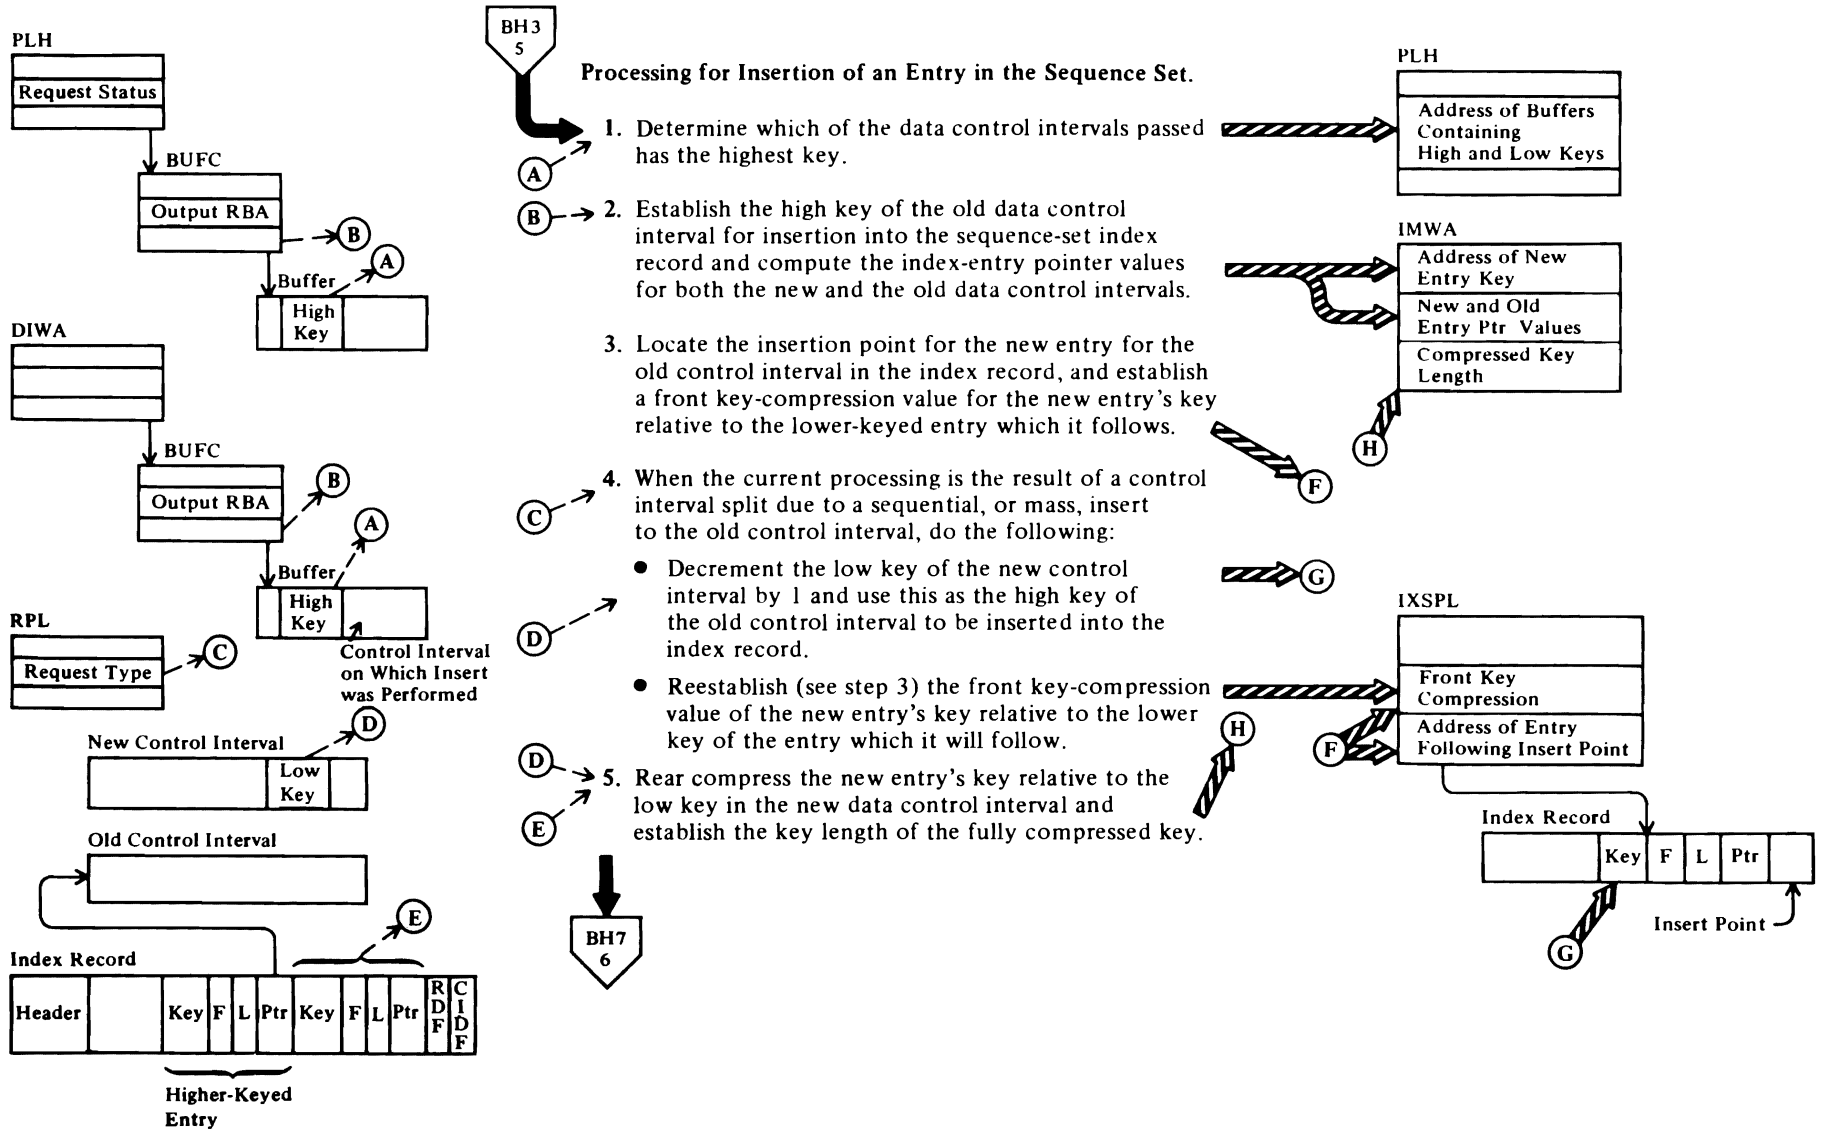 BH3
5
Processing for Insertion of an Entry in the Sequence Set.
PLH
Request Status
BUFC
Output RBA
B
A
Buffer
High
Key
DIWA
BUFC
Output RBA
B
A
Buffer
High
Key
Control Interval
on Which Insert
was Performed
RPL
Request Type
C
D
New Control Interval
Low
Key
Old Control Interval
E
Index Record
Header
Key F L Ptr Key F L Ptr RDF CIDF
Higher-Keyed
Entry
A
1. Determine which of the data control intervals passed
has the highest key.
B
2. Establish the high key of the old data control
interval for insertion into the sequence-set index
record and compute the index-entry pointer values
for both the new and the old data control intervals.
3. Locate the insertion point for the new entry for the
old control interval in the index record, and establish
a front key-compression value for the new entry's key
relative to the lower-keyed entry which it follows.
F
C
4. When the current processing is the result of a control
interval split due to a sequential, or mass, insert
to the old control interval, do the following:
D
● Decrement the low key of the new control
interval by 1 and use this as the high key of
the old control interval to be inserted into the
index record.
G
● Reestablish (see step 3) the front key-compression
value of the new entry's key relative to the lower
key of the entry which it will follow.
D
E
5. Rear compress the new entry's key relative to the
low key in the new data control interval and
establish the key length of the fully compressed key.
H
BH7
6
PLH
Address of Buffers
Containing
High and Low Keys
IMWA
Address of New
Entry Key
New and Old
Entry Ptr Values
Compressed Key
Length
H
IXSPL
Front Key
Compression
Address of Entry
Following Insert Point
F
Index Record
Key F L Ptr
Insert Point
G